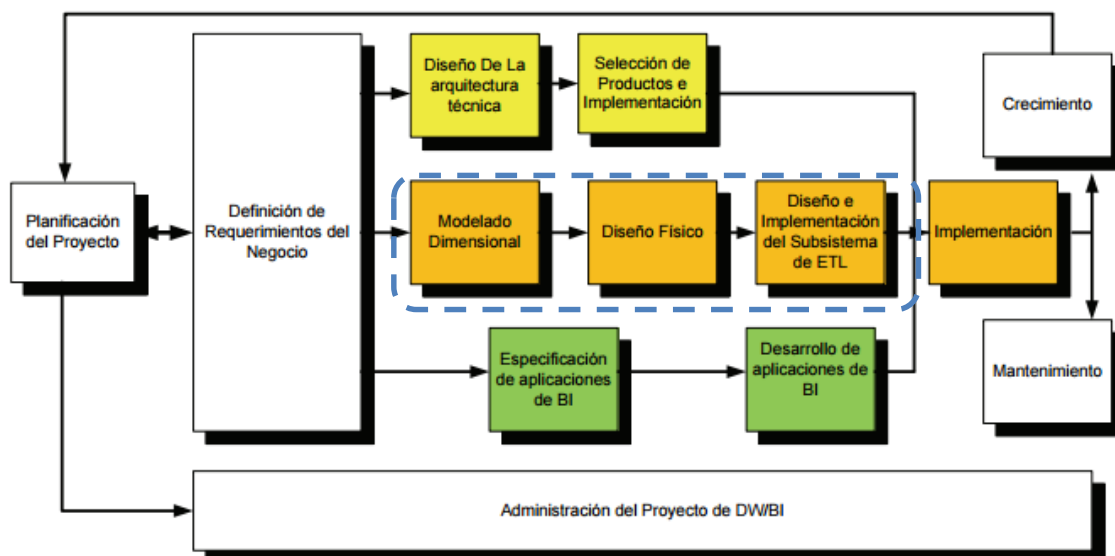 Planificación
del Proyecto
Definición de
Requerimientos del
Negocio
Diseño De La
arquitectura
técnica
Selección de
Productos e
Implementación
Modelado
Dimensional
Diseño Físico
Diseño e
Implementación
del Subsistema
de ETL
Implementación
Especificación
de aplicaciones
de BI
Desarrollo de
aplicaciones de
BI
Crecimiento
Mantenimiento
Administración del Proyecto de DW/BI